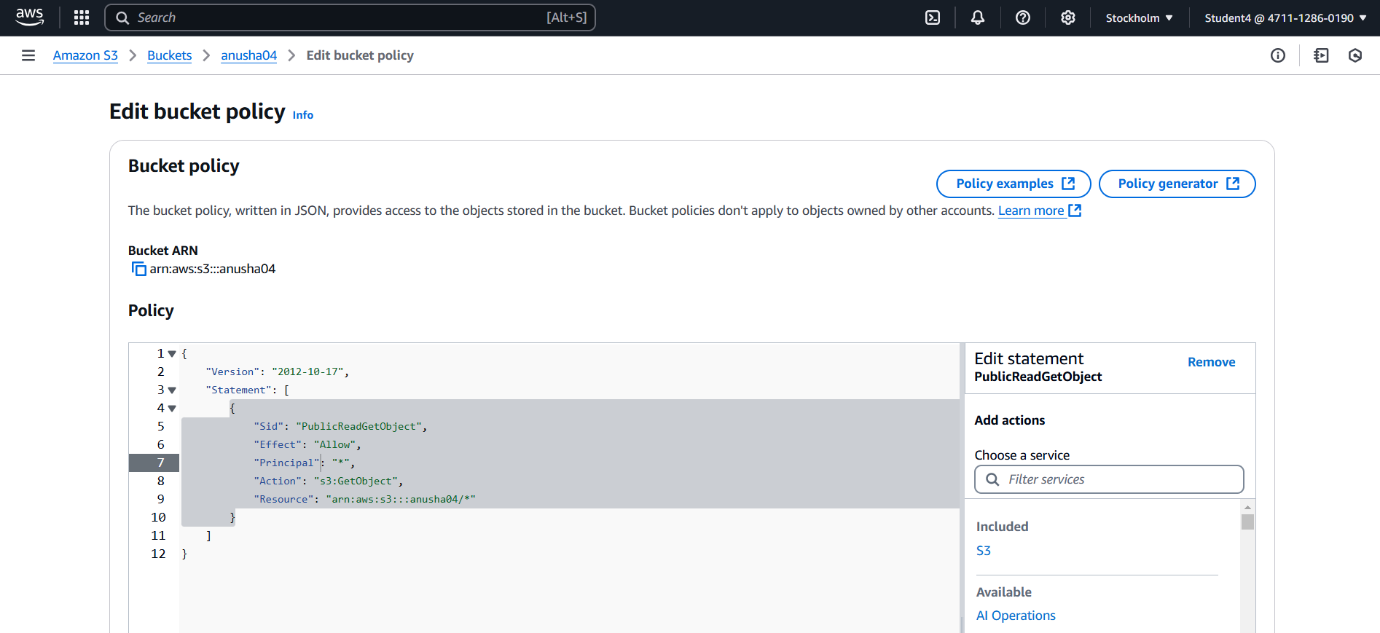 aws
Search [Alt+S]
Stockholm ▼
Student4 @ 4711-1286-0190 ▼
Amazon S3 > Buckets > anusha04 > Edit bucket policy
Edit bucket policy Info
Bucket policy
Policy examples
Policy generator
The bucket policy, written in JSON, provides access to the objects stored in the bucket. Bucket policies don't apply to objects owned by other accounts. Learn more
Bucket ARN
arn:aws:s3:::anusha04
Policy
1 {
2 "Version": "2012-10-17",
3 "Statement": [
4 {
5 "Sid": "PublicReadGetObject",
6 "Effect": "Allow",
7 "Principal": "*",
8 "Action": "s3:GetObject",
9 "Resource": "arn:aws:s3:::anusha04/*"
10 }
11 ]
12 }
Edit statement
Remove
PublicReadGetObject
Add actions
Choose a service
Filter services
Included
S3
Available
AI Operations